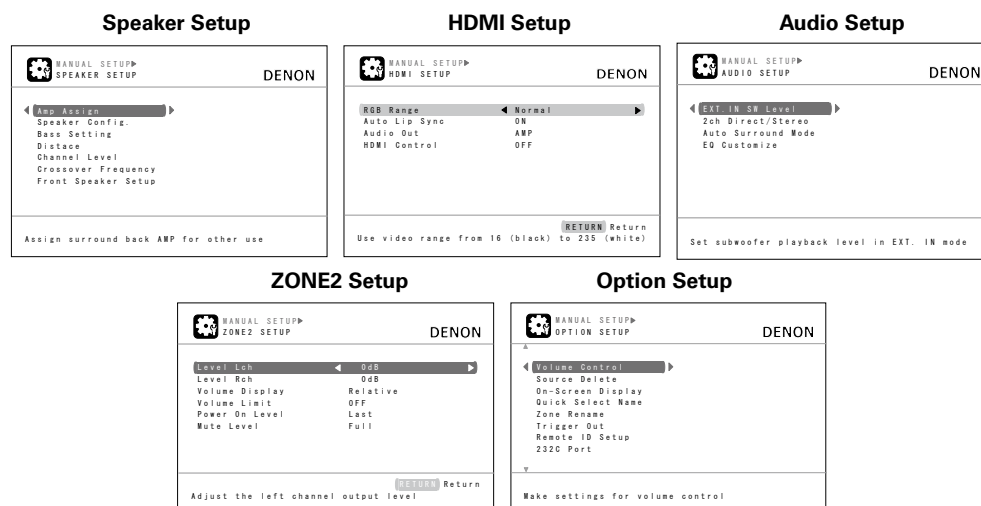 Speaker Setup
MANUAL SETUP
SPEAKER SETUP
DENON
Amp Assign
Speaker Config.
Bass Setting
Distace
Channel Level
Crossover Frequency
Front Speaker Setup
Assign surround back AMP for other use
HDMI Setup
MANUAL SETUP
HDMI SETUP
DENON
RGB Range Normal
Auto Lip Sync ON
Audio Out AMP
HDMI Control OFF
RETURN Return
Use video range from 16 (black) to 235 (white)
Audio Setup
MANUAL SETUP
AUDIO SETUP
DENON
EXT.IN SW Level
2ch Direct/Stereo
Auto Surround Mode
EQ Customize
Set subwoofer playback level in EXT. IN mode
ZONE2 Setup
MANUAL SETUP
ZONE2 SETUP
DENON
Level Lch 0dB
Level Rch 0dB
Volume Display Relative
Volume Limit OFF
Power On Level Last
Mute Level Full
RETURN Return
Adjust the left channel output level
Option Setup
MANUAL SETUP
OPTION SETUP
DENON
Volume Control
Source Delete
On-Screen Display
Quick Select Name
Zone Rename
Trigger Out
Remote ID Setup
232C Port
Make settings for volume control